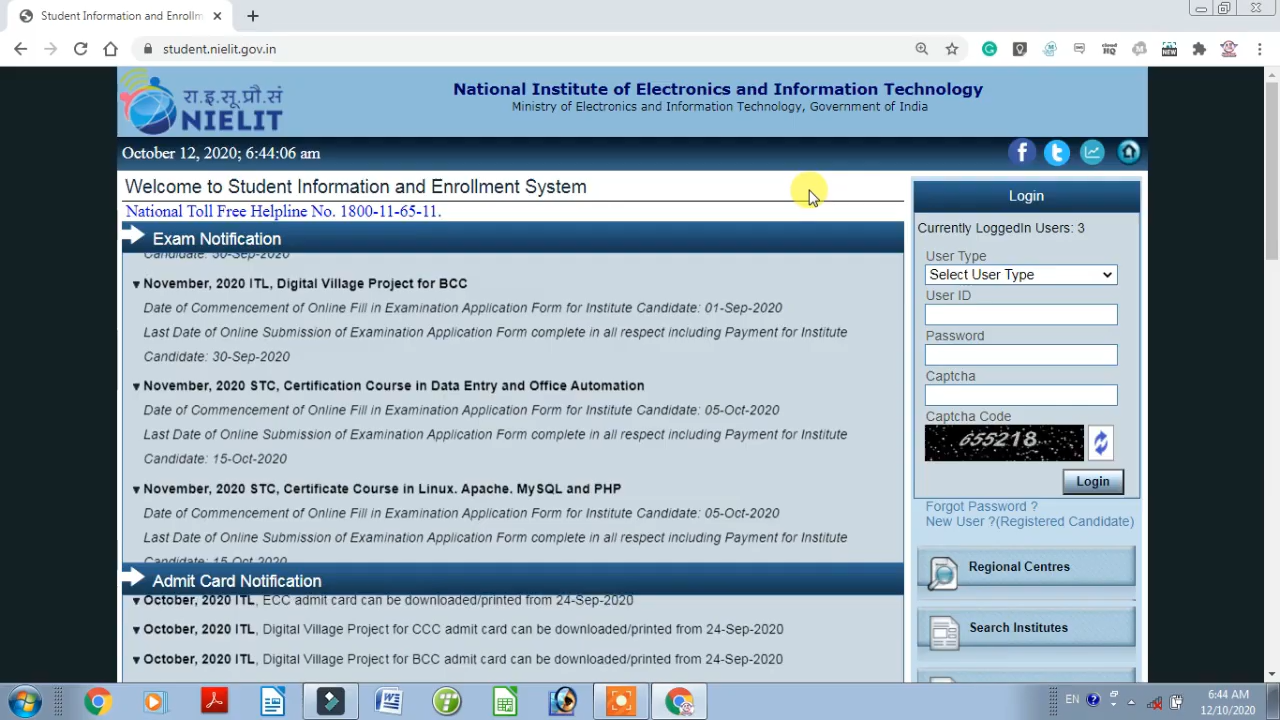 Student Information and Enrollm
student.nielit.gov.in
रा.इ.सू.प्रौ.सं
NIELIT
National Institute of Electronics and Information Technology
Ministry of Electronics and Information Technology, Government of India
October 12, 2020; 6:44:06 am
Welcome to Student Information and Enrollment System
National Toll Free Helpline No. 1800-11-65-11.
Exam Notification
Candidate: 30-Sep-2020
November, 2020 ITL, Digital Village Project for BCC
Date of Commencement of Online Fill in Examination Application Form for Institute Candidate: 01-Sep-2020
Last Date of Online Submission of Examination Application Form complete in all respect including Payment for Institute
Candidate: 30-Sep-2020
November, 2020 STC, Certification Course in Data Entry and Office Automation
Date of Commencement of Online Fill in Examination Application Form for Institute Candidate: 05-Oct-2020
Last Date of Online Submission of Examination Application Form complete in all respect including Payment for Institute
Candidate: 15-Oct-2020
November, 2020 STC, Certificate Course in Linux. Apache. MySQL and PHP
Date of Commencement of Online Fill in Examination Application Form for Institute Candidate: 05-Oct-2020
Last Date of Online Submission of Examination Application Form complete in all respect including Payment for Institute
Candidate: 15-Oct-2020
Admit Card Notification
October, 2020 ITL, ECC admit card can be downloaded/printed from 24-Sep-2020
October, 2020 ITL, Digital Village Project for CCC admit card can be downloaded/printed from 24-Sep-2020
October, 2020 ITL, Digital Village Project for BCC admit card can be downloaded/printed from 24-Sep-2020
Login
Currently LoggedIn Users: 3
User Type
Select User Type
User ID
Password
Captcha
Captcha Code
655218
Login
Forgot Password ?
New User ?(Registered Candidate)
Regional Centres
Search Institutes
EN
6:44 AM
12/10/2020